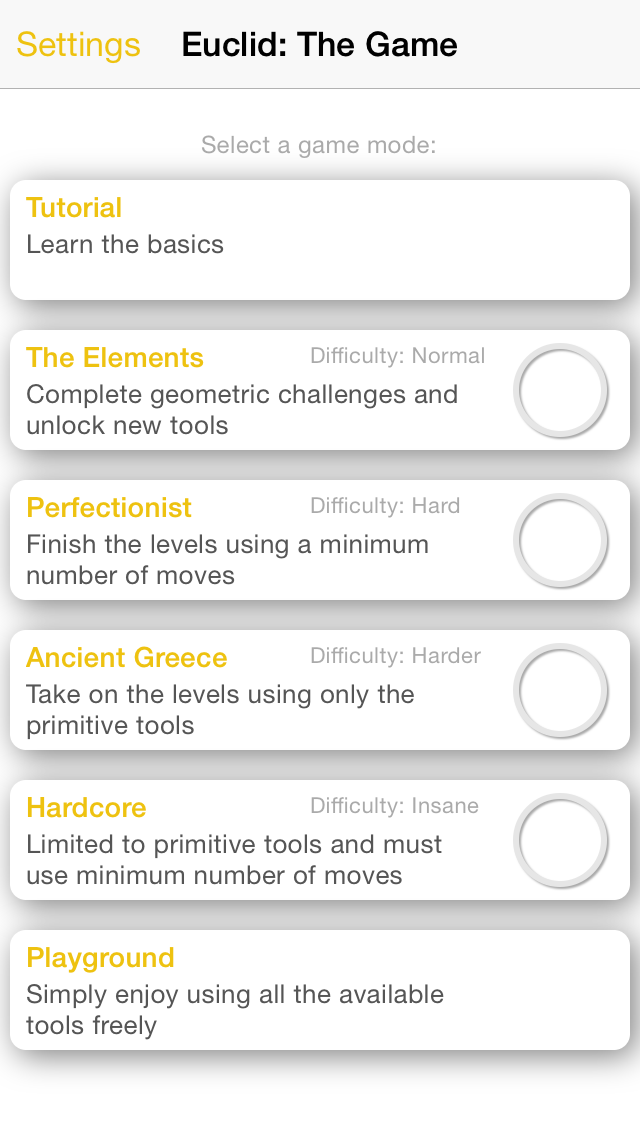 Settings
Euclid: The Game
Select a game mode:
Tutorial
Learn the basics
The Elements
Difficulty: Normal
Complete geometric challenges and
unlock new tools
Perfectionist
Difficulty: Hard
Finish the levels using a minimum
number of moves
Ancient Greece
Difficulty: Harder
Take on the levels using only the
primitive tools
Hardcore
Difficulty: Insane
Limited to primitive tools and must
use minimum number of moves
Playground
Simply enjoy using all the available
tools freely